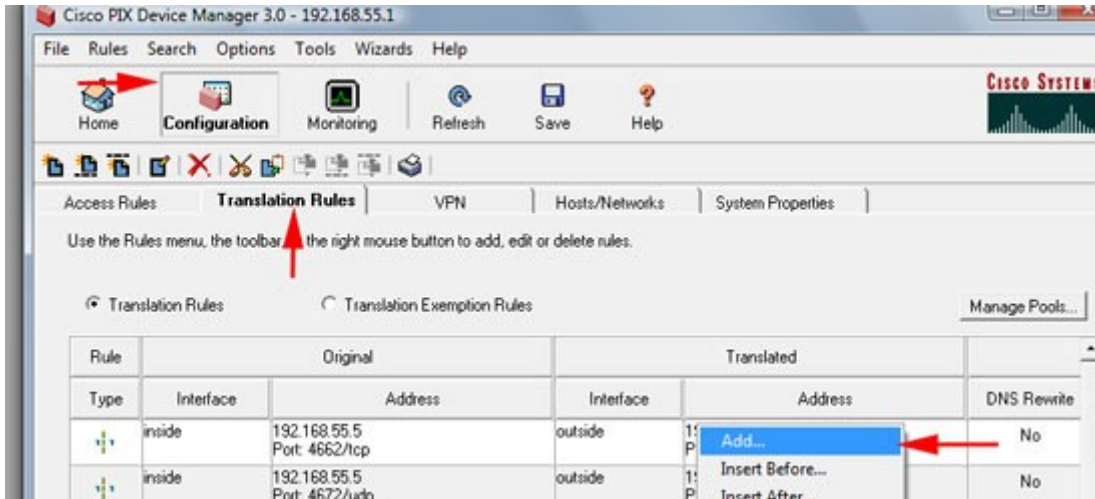 Cisco PIX Device Manager 3.0 - 192.168.55.1
File Rules Search Options Tools Wizards Help
CISCO SYSTEMS
Home Configuration Monitoring Refresh Save Help
Access Rules Translation Rules VPN Hosts/Networks System Properties
Use the Rules menu, the toolbar the right mouse button to add, edit or delete rules.
Translation Rules Translation Exemption Rules Manage Pools...
Rule Original Translated
Type Interface Address Interface Address DNS Rewrite
inside 192.168.55.5 outside No
Port: 4662/tcp
Add...
inside 192.168.55.5 outside No
Port: 4672/udp
Insert Before...
Insert After...